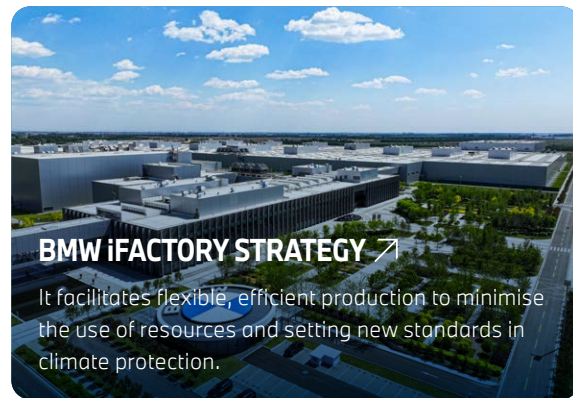 BMW iFACTORY STRATEGY
It facilitates flexible, efficient production to minimise
the use of resources and setting new standards in
climate protection.